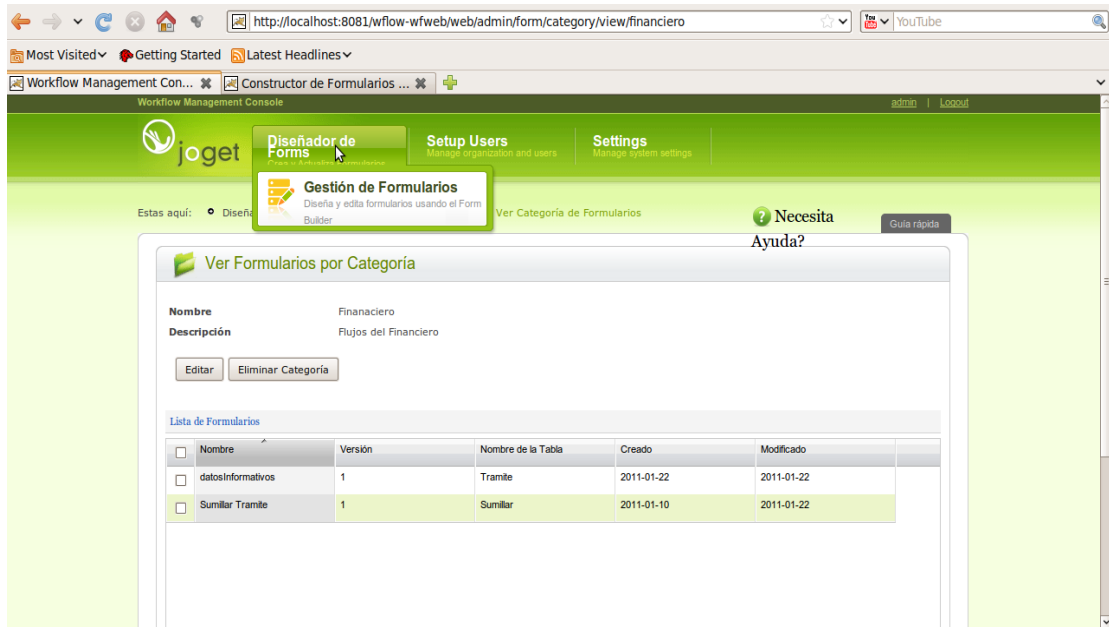 http://localhost:8081/wflow-wfweb/web/admin/form/category/view/financiero
YouTube
Most Visited Getting Started Latest Headlines
Workflow Management Con... Constructor de Formularios ...
Workflow Management Console admin | Logout
joget
Diseñador de Forms
Crea y Actualiza Formularios
Setup Users
Manage organization and users
Settings
Manage system settings
Gestión de Formularios
Diseña y edita formularios usando el Form
Builder
Estas aquí: Diseña Ver Categoría de Formularios
Necesita
Ayuda?
Guía rápida
Ver Formularios por Categoría
Nombre Finanaciero
Descripción Flujos del Financiero
Editar Eliminar Categoría
Lista de Formularios
Nombre Versión Nombre de la Tabla Creado Modificado
datosInformativos 1 Tramite 2011-01-22 2011-01-22
Sumillar Tramite 1 Sumillar 2011-01-10 2011-01-22